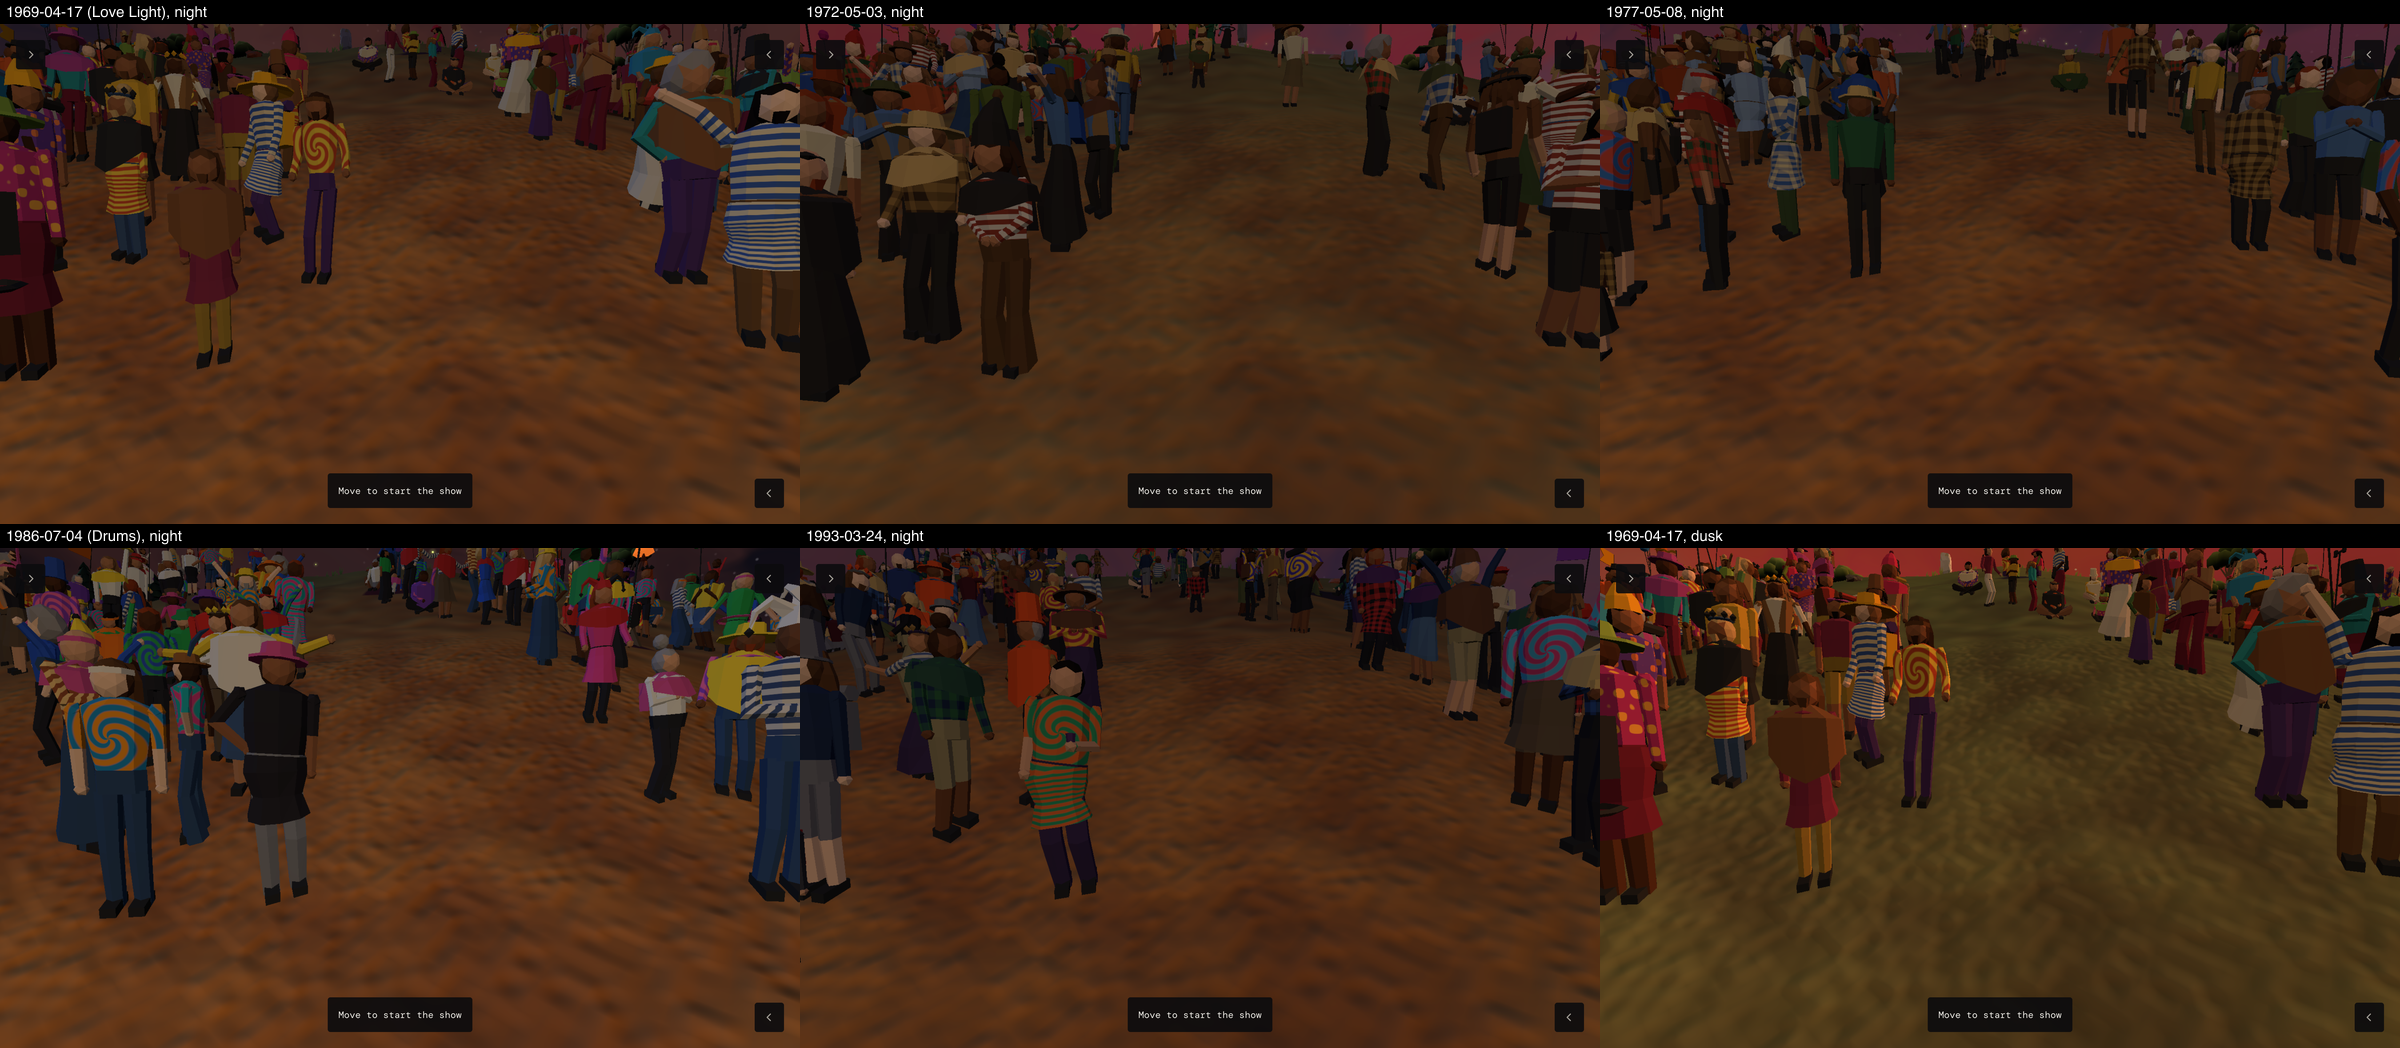 1969-04-17 (Love Light), night
1972-05-03, night
1977-05-08, night
Move to start the show
Move to start the show
Move to start the show
1986-07-04 (Drums), night
1993-03-24, night
1969-04-17, dusk
Move to start the show
Move to start the show
Move to start the show